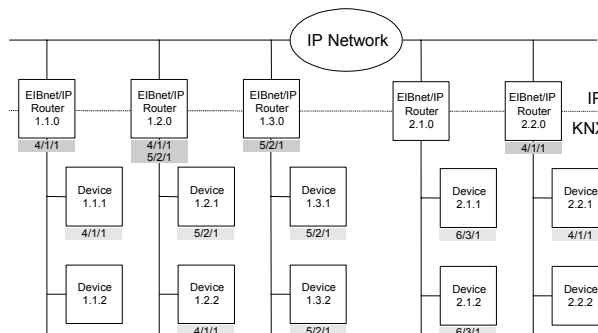 IP Network
EIBnet/IP
Router
1.1.0
EIBnet/IP
Router
1.2.0
EIBnet/IP
Router
1.3.0
EIBnet/IP
Router
2.1.0
EIBnet/IP
Router
2.2.0
IP
KNX
4/1/1
4/1/1
5/2/1
5/2/1
4/1/1
Device
1.1.1
Device
1.2.1
Device
1.3.1
Device
2.1.1
Device
2.2.1
4/1/1
5/2/1
5/2/1
6/3/1
4/1/1
Device
1.1.2
Device
1.2.2
Device
1.3.2
Device
2.1.2
Device
2.2.2
4/1/1
5/2/1
6/3/1